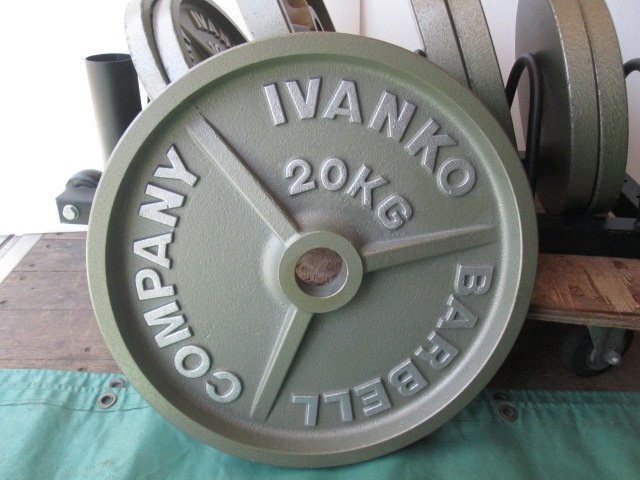 IVANKO
20KG
BARBELL
COMPANY